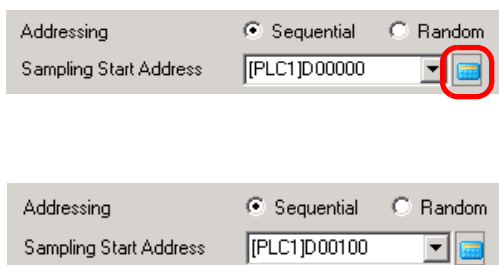 Addressing Sequential Random
Sampling Start Address [PLC1]D00000
Addressing Sequential Random
Sampling Start Address [PLC1]D00100